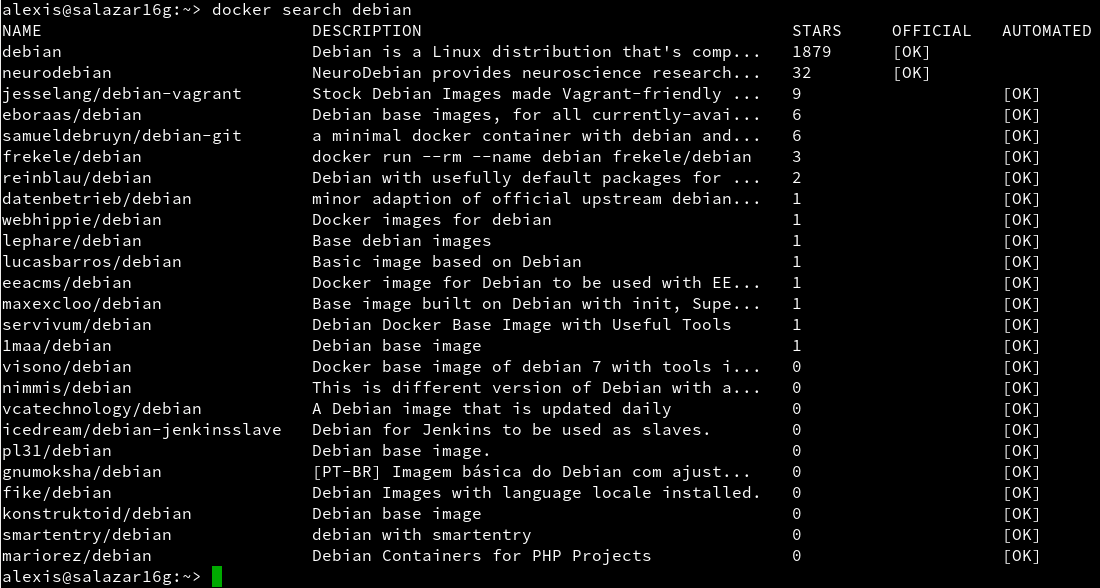 alexis@salazar16g:~> docker search debian
NAME DESCRIPTION STARS OFFICIAL AUTOMATED
debian Debian is a Linux distribution that's comp... 1879 [OK]
neurodebian NeuroDebian provides neuroscience research... 32 [OK]
jesselang/debian-vagrant Stock Debian Images made Vagrant-friendly ... 9 [OK]
eboraas/debian Debian base images, for all currently-avai... 6 [OK]
samueldebruyn/debian-git a minimal docker container with debian and... 6 [OK]
frekele/debian docker run --rm --name debian frekele/debian 3 [OK]
reinblau/debian Debian with usefully default packages for ... 2 [OK]
datenbetrieb/debian minor adaption of official upstream debian... 1 [OK]
webhippie/debian Docker images for debian 1 [OK]
lephare/debian Base debian images 1 [OK]
lucasbarros/debian Basic image based on Debian 1 [OK]
eeacms/debian Docker image for Debian to be used with EE... 1 [OK]
maxexcloo/debian Base image built on Debian with init, Supe... 1 [OK]
servivum/debian Debian Docker Base Image with Useful Tools 1 [OK]
1maa/debian Debian base image 1 [OK]
visono/debian Docker base image of debian 7 with tools i... 0 [OK]
nimmis/debian This is different version of Debian with a... 0 [OK]
vcatechnology/debian A Debian image that is updated daily 0 [OK]
icedream/debian-jenkinsslave Debian for Jenkins to be used as slaves. 0 [OK]
pl31/debian Debian base image. 0 [OK]
gnumoksha/debian [PT-BR] Imagem básica do Debian com ajust... 0 [OK]
fike/debian Debian Images with language locale installed. 0 [OK]
konstruktoid/debian Debian base image 0 [OK]
smartentry/debian debian with smartentry 0 [OK]
mariorez/debian Debian Containers for PHP Projects 0 [OK]
alexis@salazar16g:~>